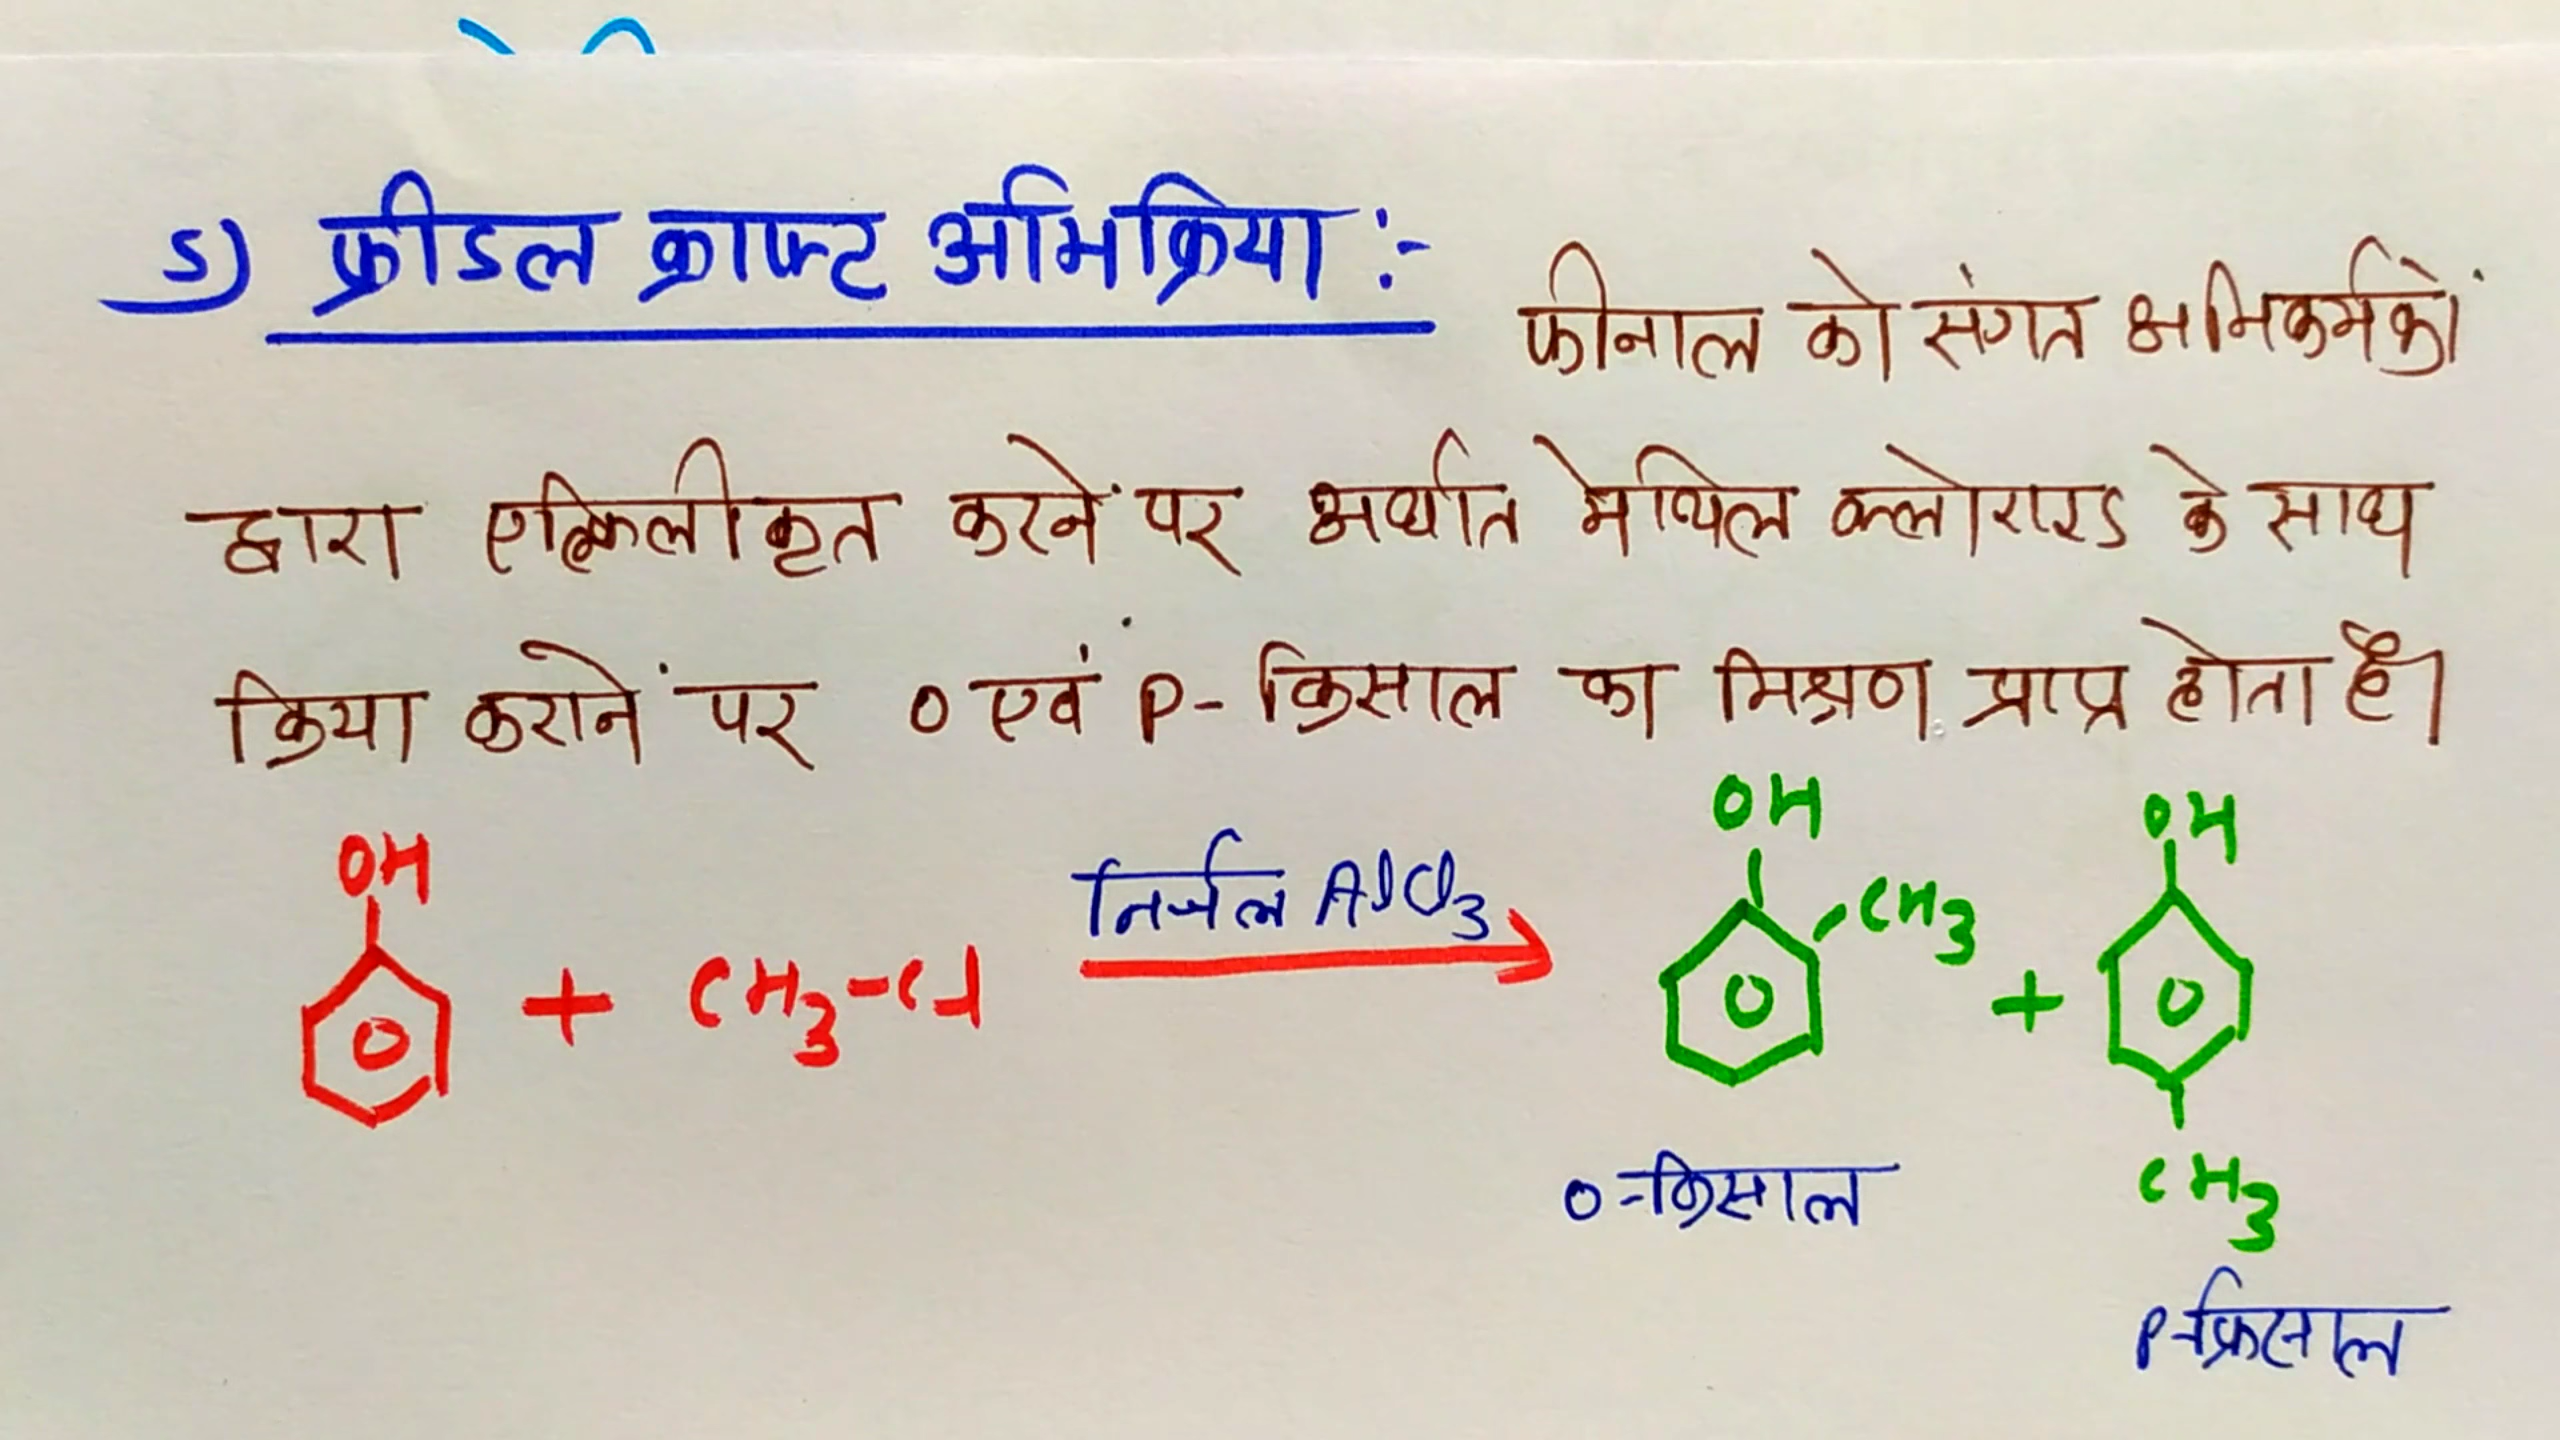 5) फ्रीडल क्राफ्ट अभिक्रिया :- फीनाल को संगत अभिकर्मकों
द्वारा एल्किलीकृत करनें पर अर्थात मेथिल क्लोराइड के साथ
क्रिया करानें पर o एवं p- क्रिसाल का मिश्रण प्राप्त होता है।
OH
OH
OH
निर्जल AlCl3
CH3
+ CH3-Cl
+
CH3
o-क्रिसाल
p-क्रिसाल